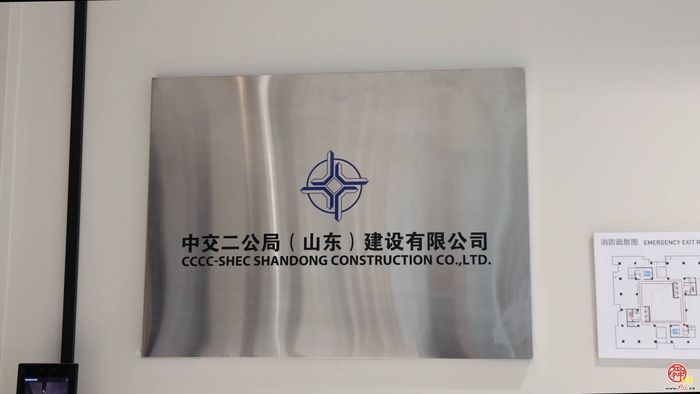 中交二公局（山东）建设有限公司
CCCC-SHEC SHANDONG CONSTRUCTION CO.,LTD.
消防疏散图 EMERGENCY EXIT